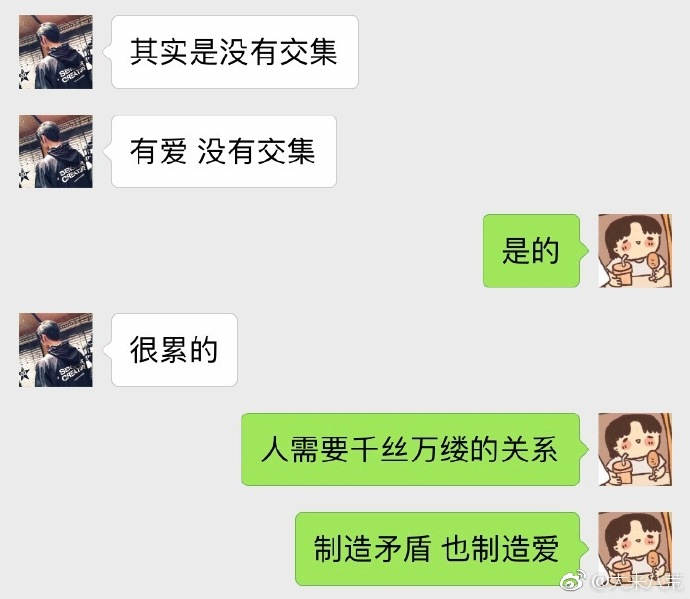 其实是没有交集
有爱 没有交集
是的
很累的
人需要千丝万缕的关系
制造矛盾 也制造爱